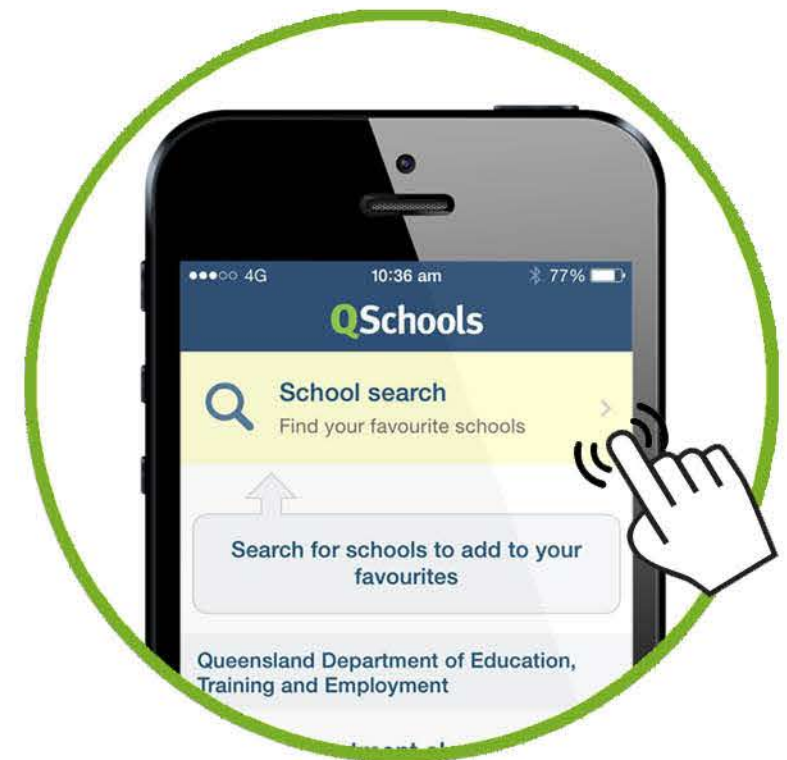 4G 10:36 am 77%
QSchools
School search
Find your favourite schools
Search for schools to add to your
favourites
Queensland Department of Education,
Training and Employment